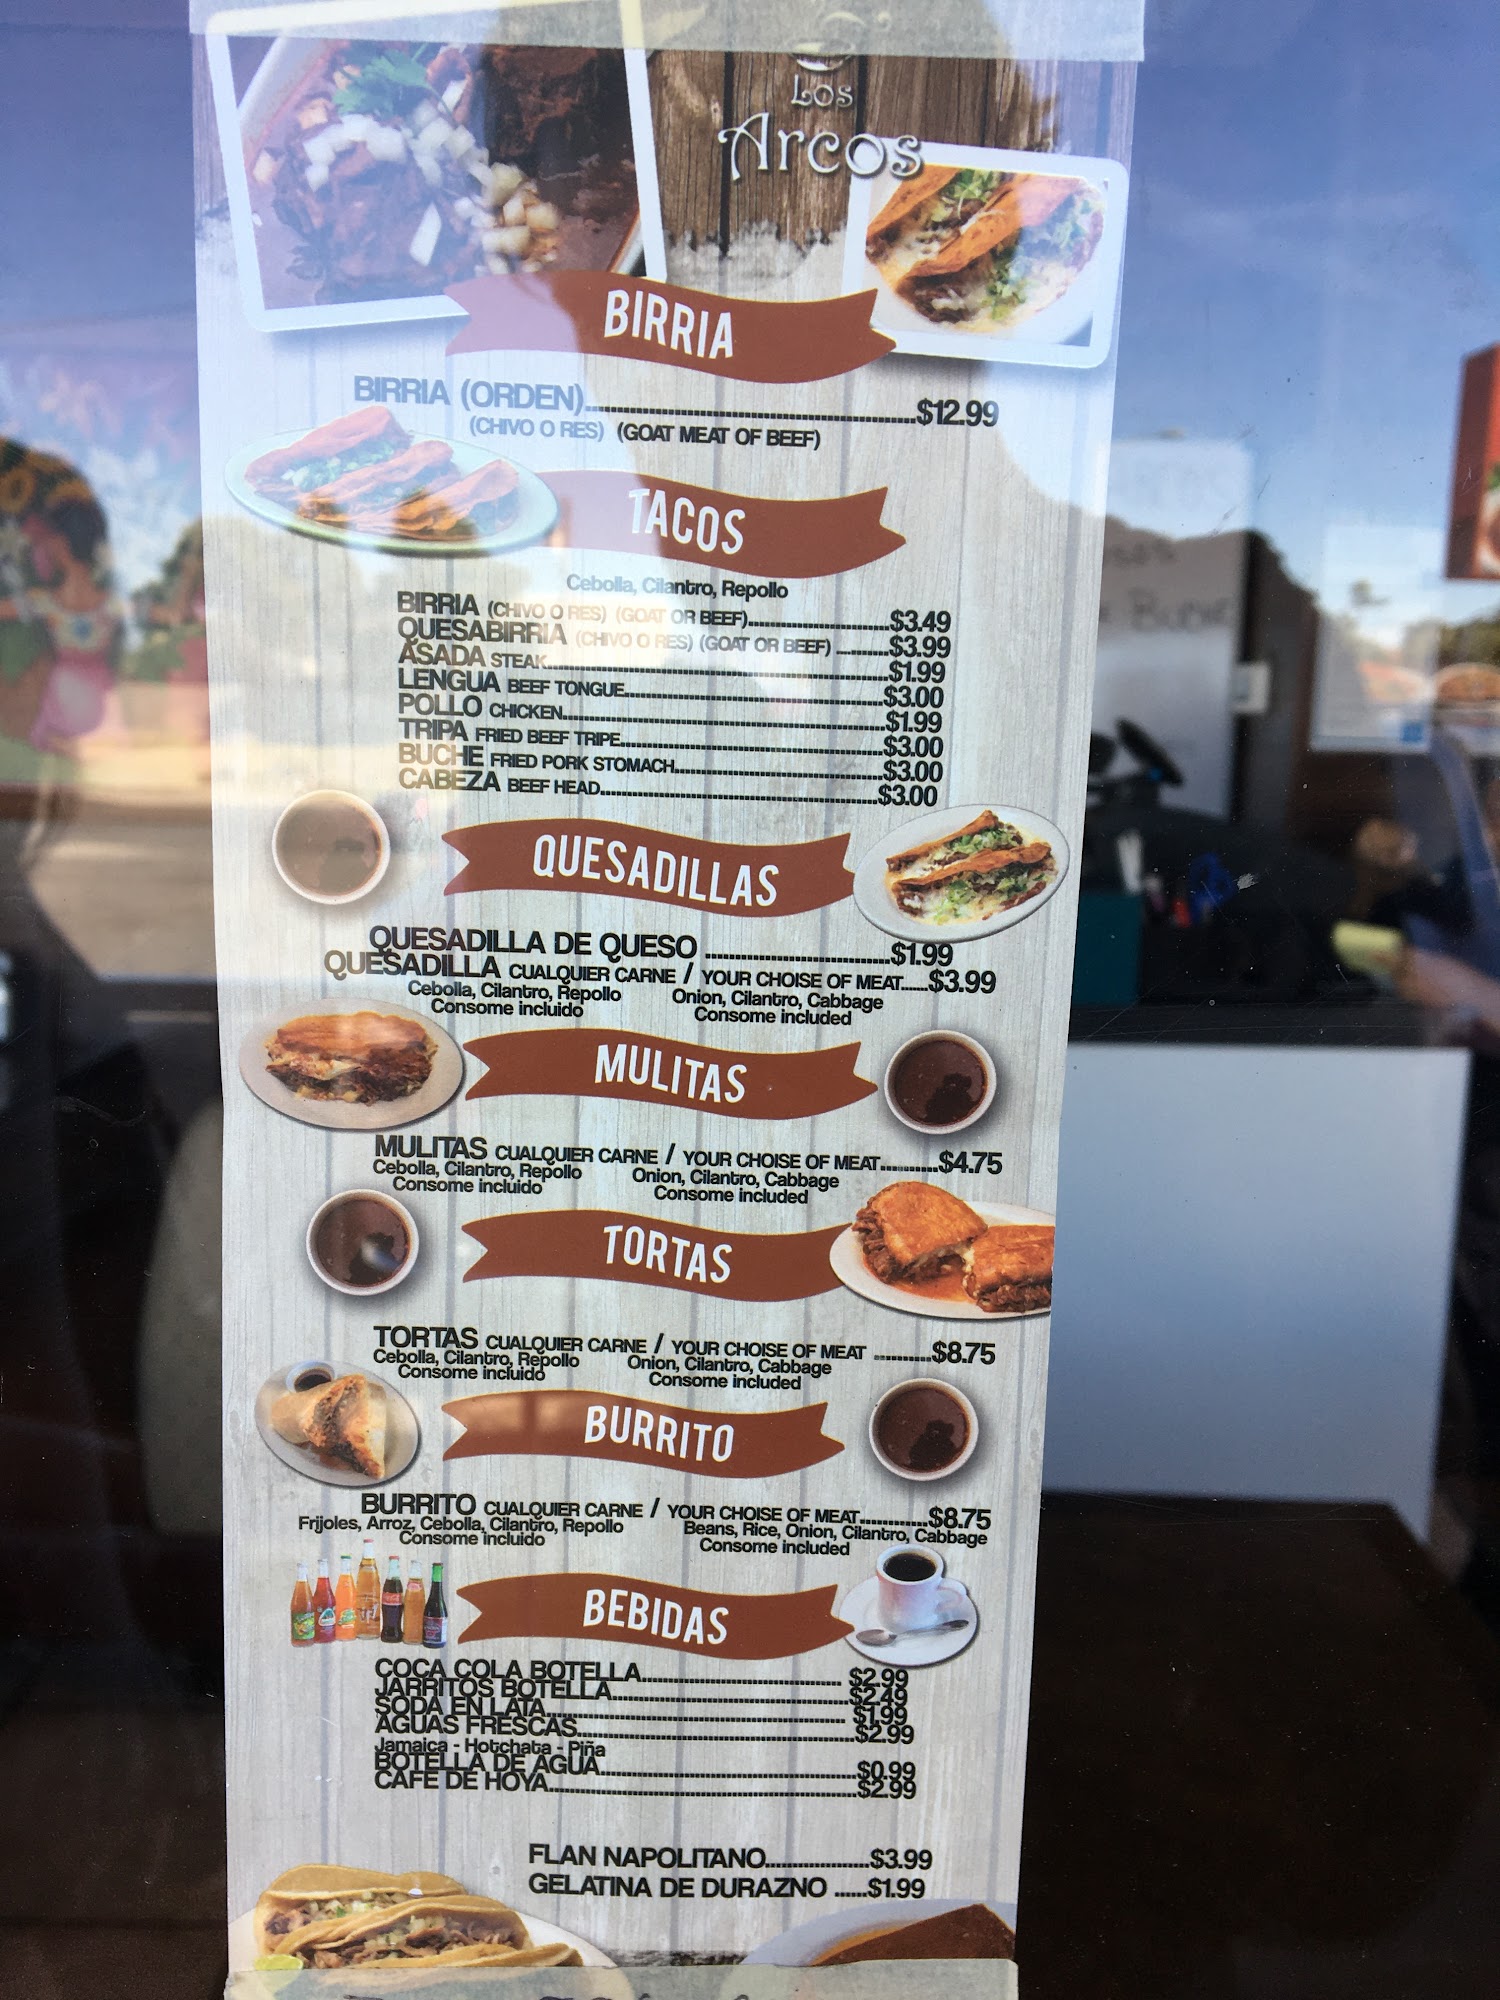 Los
Arcos
BIRRIA
BIRRIA (ORDEN)..........$12.99
(CHIVO O RES) (GOAT MEAT OF BEEF)
TACOS
Cebolla, Cilantro, Repollo
BIRRIA (CHIVO O RES) (GOAT OR BEEF)..........$3.49
QUESABIRRIA (CHIVO O RES) (GOAT OR BEEF) ..........$3.99
ASADA STEAK..........$1.99
LENGUA BEEF TONGUE..........$3.00
POLLO CHICKEN..........$1.99
TRIPA FRIED BEEF TRIPE..........$3.00
BUCHE FRIED PORK STOMACH..........$3.00
CABEZA BEEF HEAD..........$3.00
QUESADILLAS
QUESADILLA DE QUESO ..........$1.99
QUESADILLA CUALQUIER CARNE / YOUR CHOISE OF MEAT......$3.99
Cebolla, Cilantro, Repollo Onion, Cilantro, Cabbage
Consome incluido Consome included
MULITAS
MULITAS CUALQUIER CARNE / YOUR CHOISE OF MEAT..........$4.75
Cebolla, Cilantro, Repollo Onion, Cilantro, Cabbage
Consome incluido Consome included
TORTAS
TORTAS CUALQUIER CARNE / YOUR CHOISE OF MEAT ..........$8.75
Cebolla, Cilantro, Repollo Onion, Cilantro, Cabbage
Consome incluido Consome included
BURRITO
BURRITO CUALQUIER CARNE / YOUR CHOISE OF MEAT..........$8.75
Frijoles, Arroz, Cebolla, Cilantro, Repollo Beans, Rice, Onion, Cilantro, Cabbage
Consome incluido Consome included
BEBIDAS
COCA COLA BOTELLA.......... $2.99
JARRITOS BOTELLA..........$2.49
SODA EN LATA.......... $1.99
AGUAS FRESCAS..........$2.99
Jamaica - Hotchata - Piña
BOTELLA DE AGUA..........$0.99
CAFE DE HOYA..........$2.99
FLAN NAPOLITANO..........$3.99
GELATINA DE DURAZNO ......$1.99